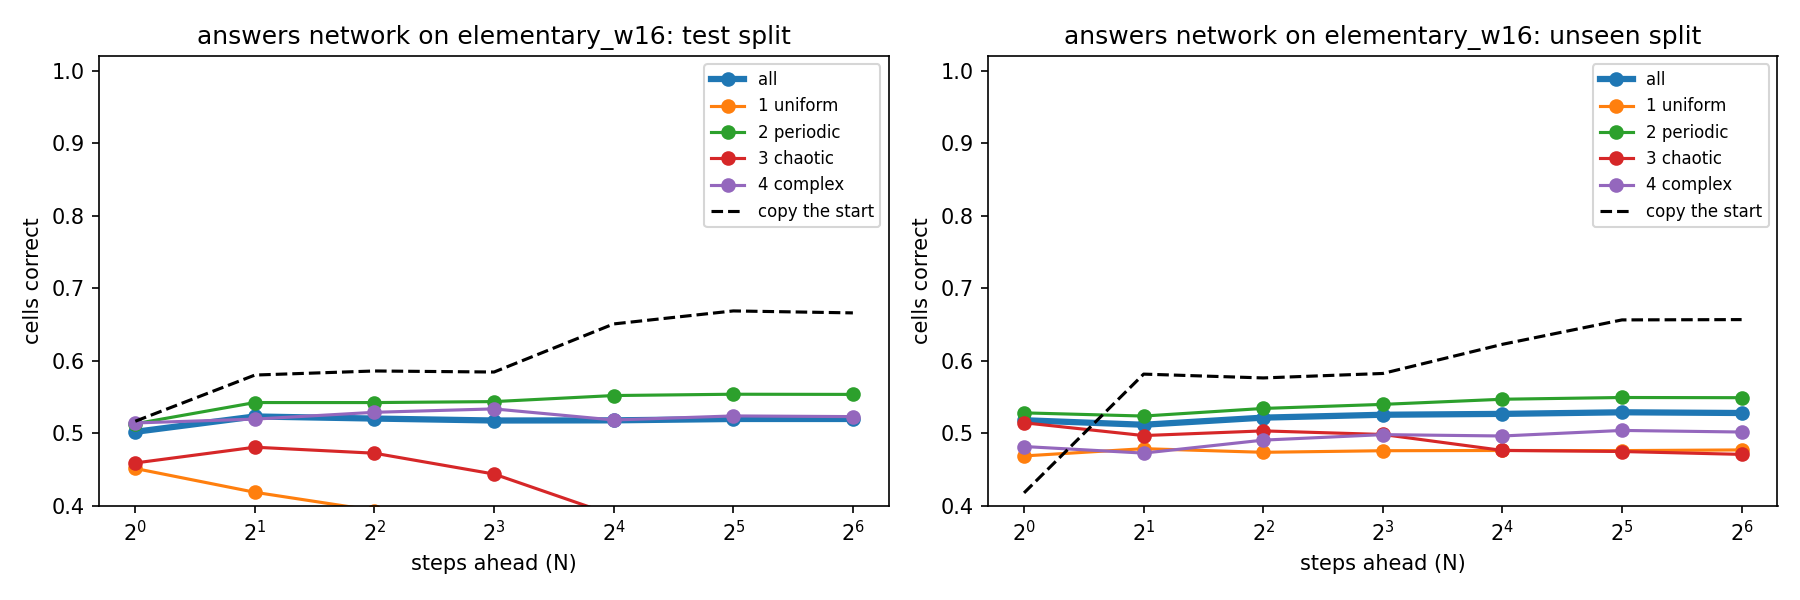 answers network on elementary_w16: test split
cells correct
1.0
0.9
0.8
0.7
0.6
0.5
0.4
all
1 uniform
2 periodic
3 chaotic
4 complex
copy the start
2^0 2^1 2^2 2^3 2^4 2^5 2^6
steps ahead (N)
answers network on elementary_w16: unseen split
cells correct
1.0
0.9
0.8
0.7
0.6
0.5
0.4
all
1 uniform
2 periodic
3 chaotic
4 complex
copy the start
2^0 2^1 2^2 2^3 2^4 2^5 2^6
steps ahead (N)